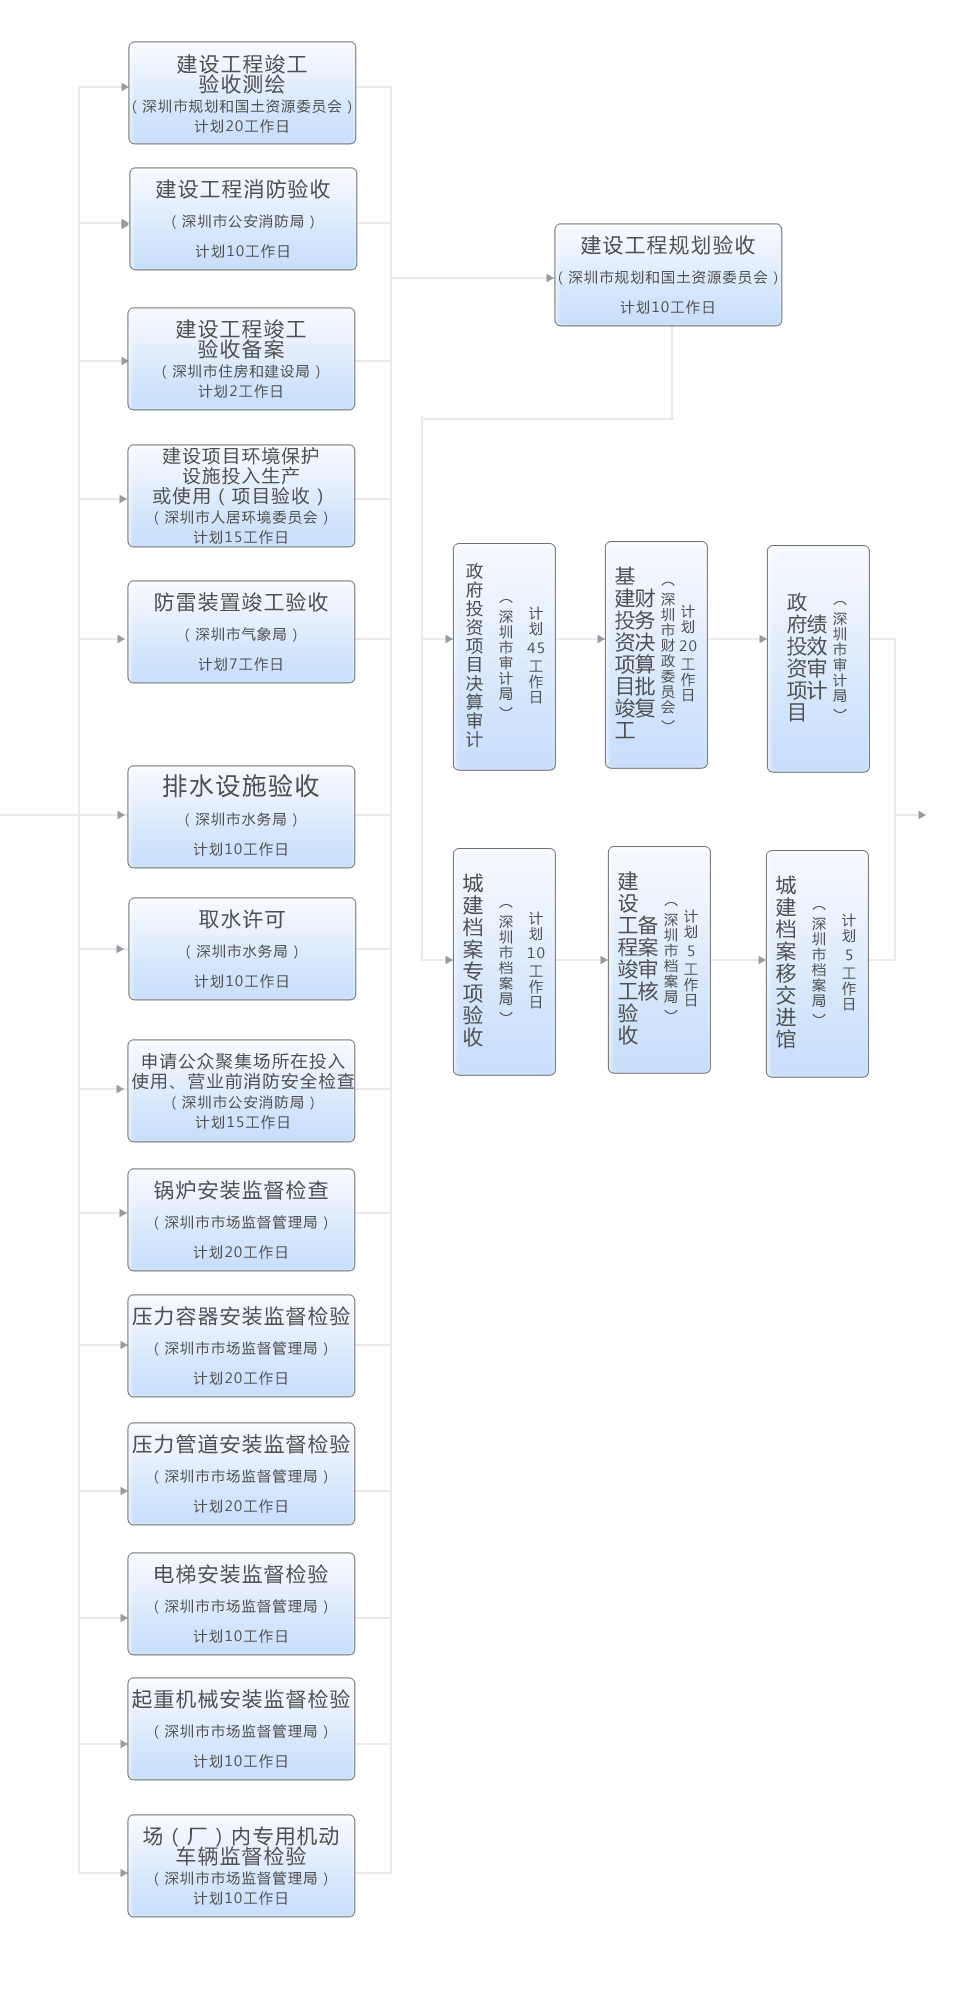 建设工程竣工
验收测绘
（深圳市规划和国土资源委员会）
计划20工作日
建设工程消防验收
（深圳市公安消防局）
计划10工作日
建设工程竣工
验收备案
（深圳市住房和建设局）
计划2工作日
建设项目环境保护
设施投入生产
或使用（项目验收）
（深圳市人居环境委员会）
计划15工作日
防雷装置竣工验收
（深圳市气象局）
计划7工作日
排水设施验收
（深圳市水务局）
计划10工作日
取水许可
（深圳市水务局）
计划10工作日
申请公众聚集场所在投入
使用、营业前消防安全检查
（深圳市公安消防局）
计划15工作日
锅炉安装监督检查
（深圳市市场监督管理局）
计划20工作日
压力容器安装监督检验
（深圳市市场监督管理局）
计划20工作日
压力管道安装监督检验
（深圳市市场监督管理局）
计划20工作日
电梯安装监督检验
（深圳市市场监督管理局）
计划10工作日
起重机械安装监督检验
（深圳市市场监督管理局）
计划10工作日
场（厂）内专用机动
车辆监督检验
（深圳市市场监督管理局）
计划10工作日
建设工程规划验收
（深圳市规划和国土资源委员会）
计划10工作日
政府投资项目决算审计
（深圳市审计局）
计划45工作日
基建投资项目竣工
财务决算批复
（深圳市财政委员会）
计划20工作日
政府投资项目
绩效审计
（深圳市审计局）
城建档案专项验收
（深圳市档案局）
计划10工作日
建设工程竣工验收
备案审核
（深圳市档案局）
计划5工作日
城建档案移交进馆
（深圳市档案局）
计划5工作日